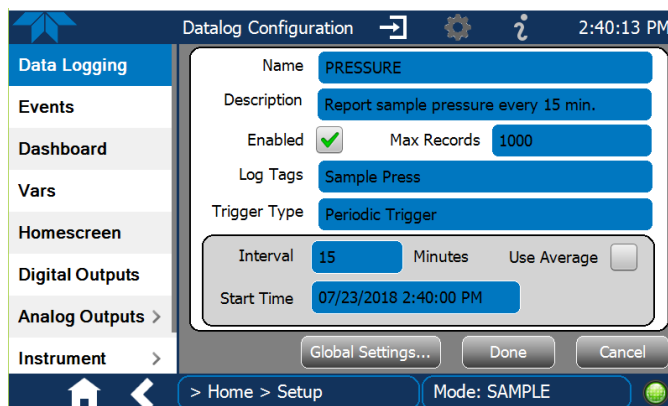 Datalog Configuration
2:40:13 PM
Data Logging
Events
Dashboard
Vars
Homescreen
Digital Outputs
Analog Outputs >
Instrument >
Name PRESSURE
Description Report sample pressure every 15 min.
Enabled Max Records 1000
Log Tags Sample Press
Trigger Type Periodic Trigger
Interval 15 Minutes Use Average
Start Time 07/23/2018 2:40:00 PM
Global Settings... Done Cancel
> Home > Setup Mode: SAMPLE